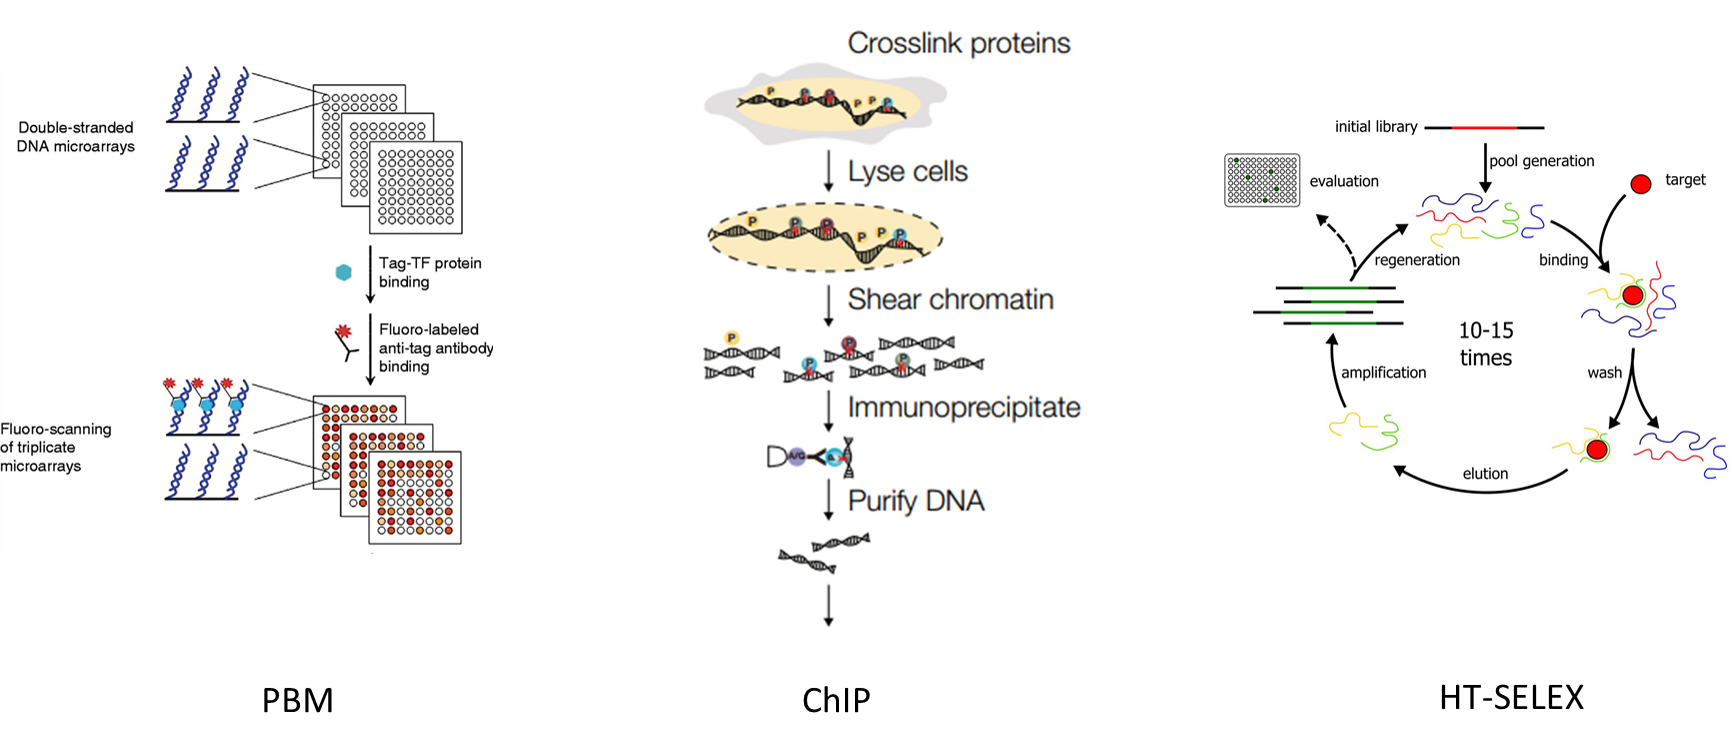 Double-stranded
DNA microarrays
Tag-TF protein
binding
Fluoro-labeled
anti-tag antibody
binding
Fluoro-scanning
of triplicate
microarrays
PBM
Crosslink proteins
P
P
P
P
P
P
Lyse cells
P
P
P
P
P
P
Shear chromatin
P
P
P
P
Immunoprecipitate
A/G
P
Purify DNA
ChIP
initial library
pool generation
target
evaluation
regeneration
binding
10-15
times
wash
amplification
elution
HT-SELEX